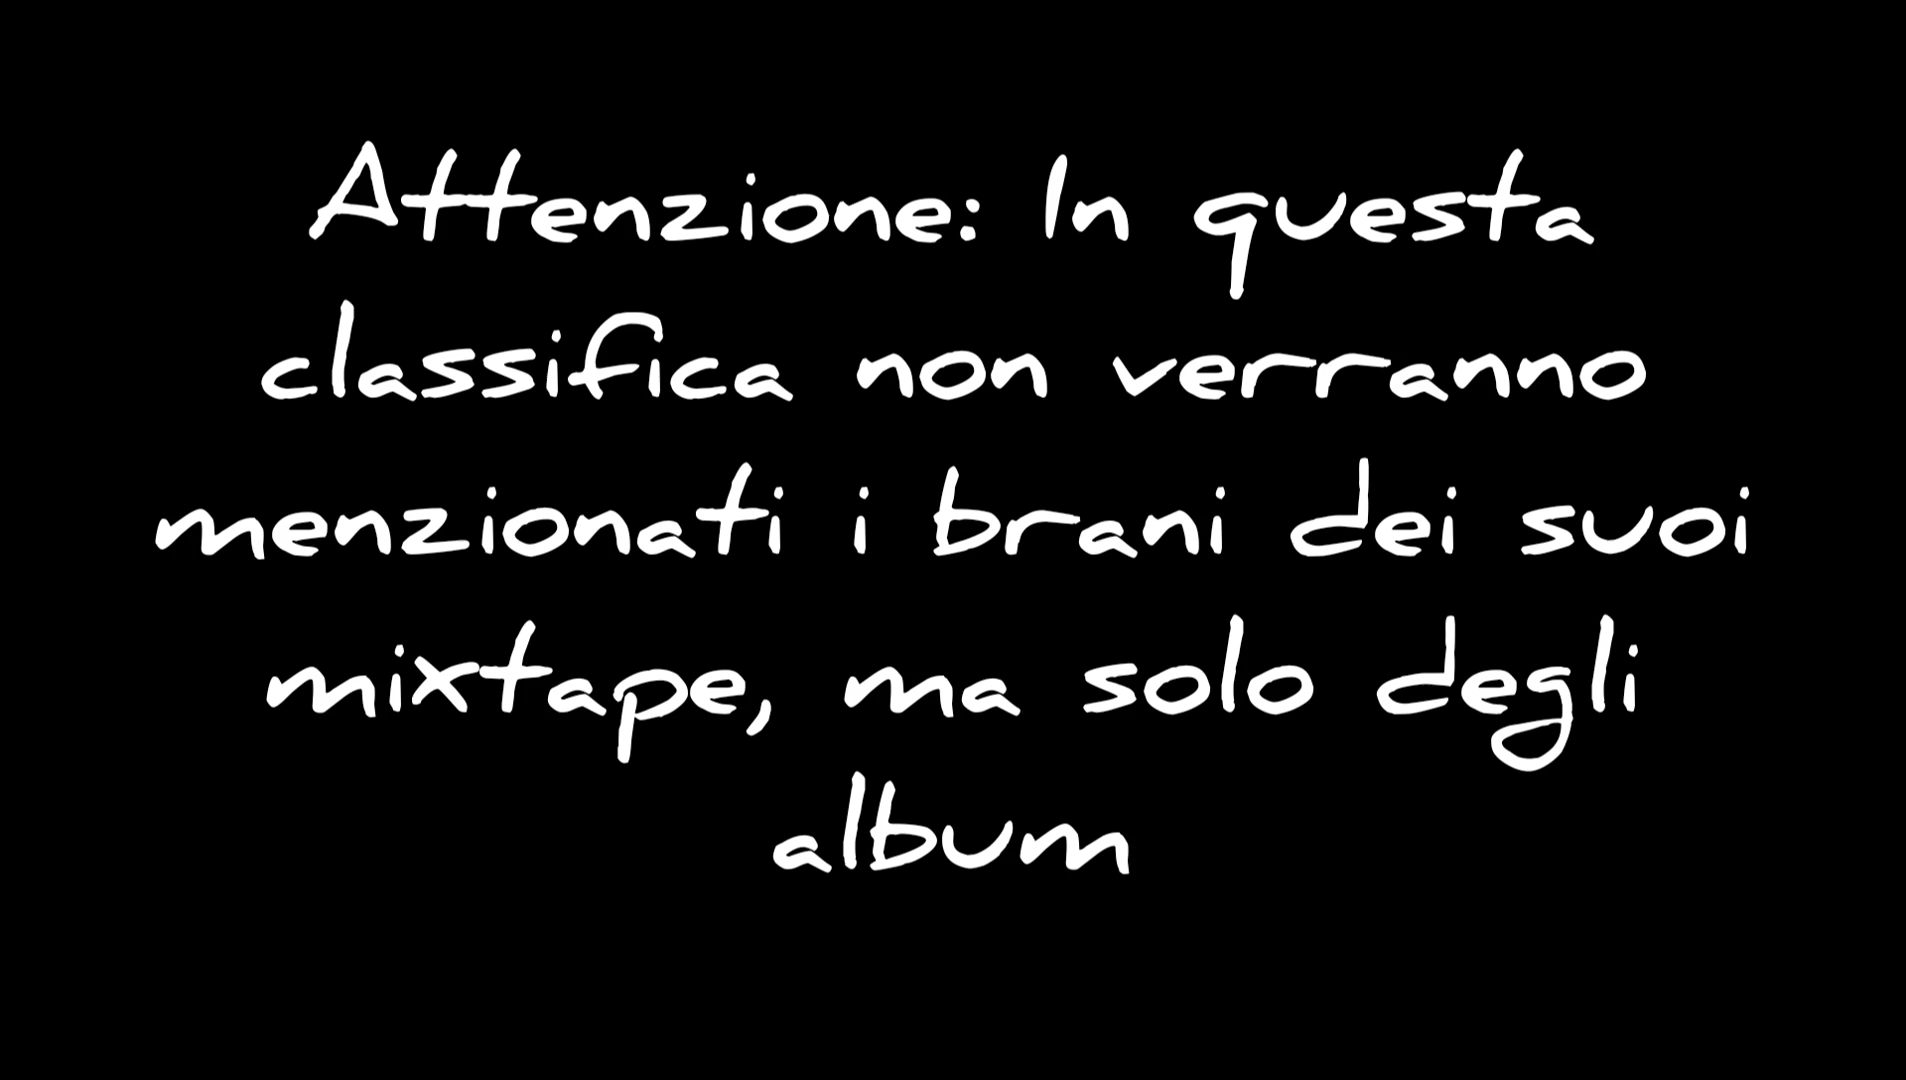 Attenzione: In questa
classifica non verranno
menzionati i brani dei suoi
mixtape, ma solo degli
album